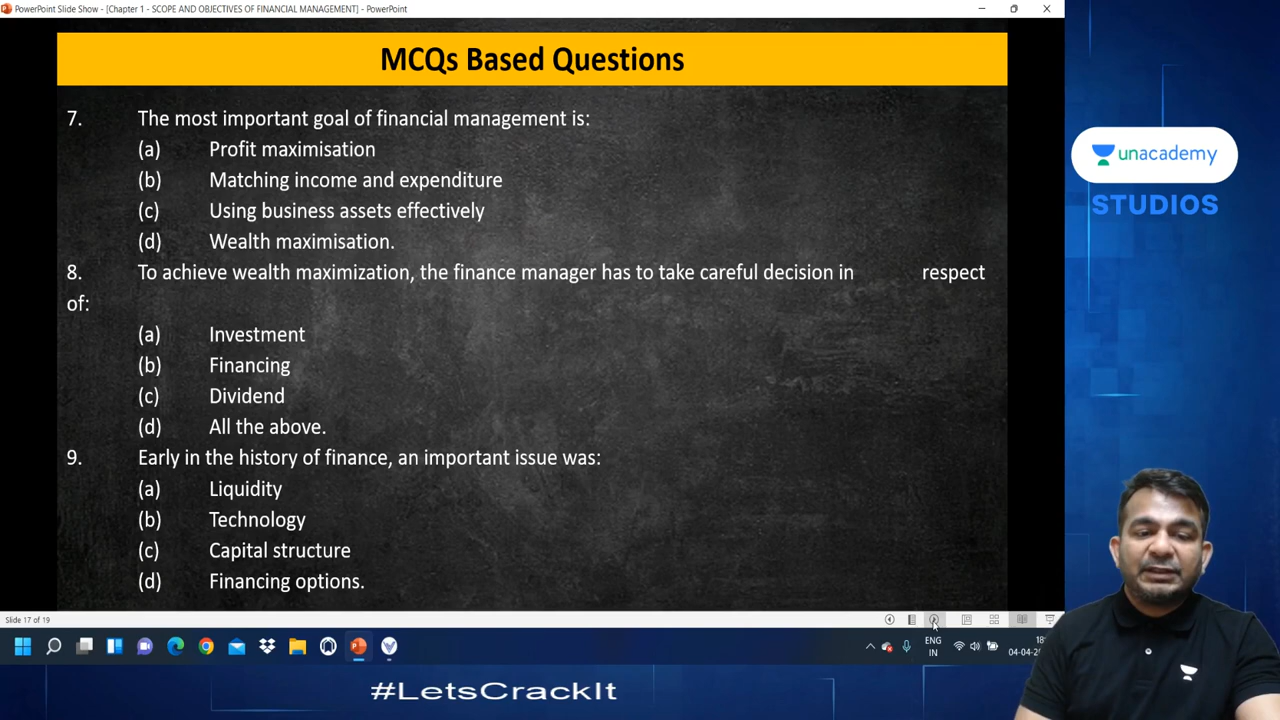 PowerPoint Slide Show - [Chapter 1 - SCOPE AND OBJECTIVES OF FINANCIAL MANAGEMENT] - PowerPoint
MCQs Based Questions
7. The most important goal of financial management is:
(a) Profit maximisation
(b) Matching income and expenditure
(c) Using business assets effectively
(d) Wealth maximisation.
8. To achieve wealth maximization, the finance manager has to take careful decision in respect
of:
(a) Investment
(b) Financing
(c) Dividend
(d) All the above.
9. Early in the history of finance, an important issue was:
(a) Liquidity
(b) Technology
(c) Capital structure
(d) Financing options.
unacademy
STUDIOS
Slide 17 of 19
ENG
IN
18
04-04-2
#LetsCrackIt